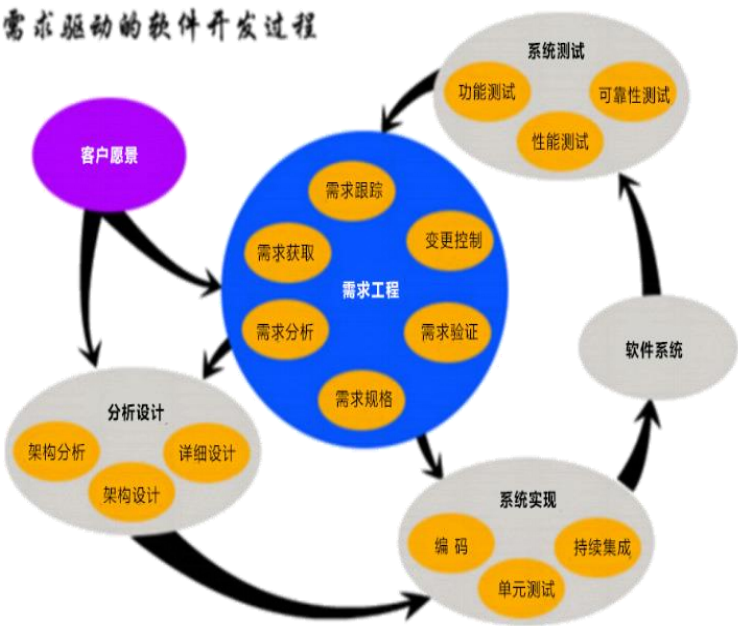 需求驱动的软件开发过程
系统测试
功能测试
可靠性测试
性能测试
客户愿景
需求跟踪
变更控制
需求获取
需求工程
需求分析
需求验证
需求规格
软件系统
分析设计
架构分析
详细设计
架构设计
系统实现
编 码
持续集成
单元测试